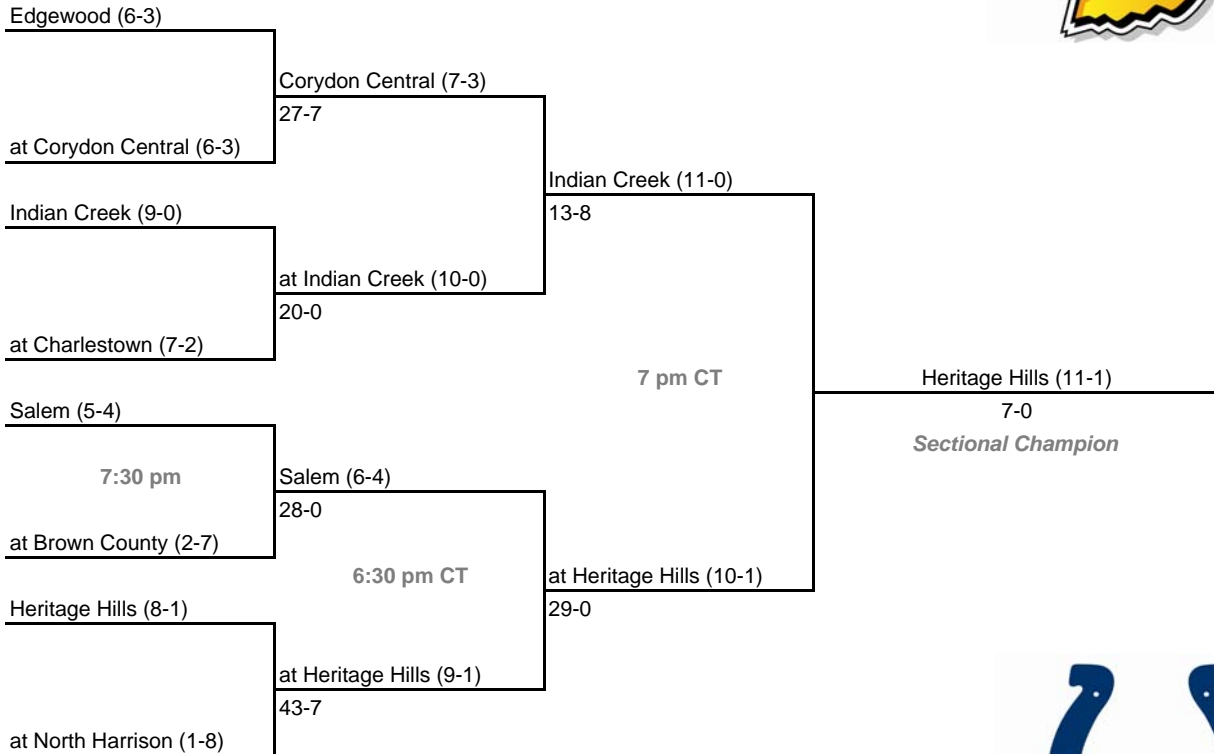 Edgewood (6-3)
Corydon Central (7-3)
27-7
at Corydon Central (6-3)
Indian Creek (11-0)
13-8
Indian Creek (9-0)
at Indian Creek (10-0)
20-0
at Charlestown (7-2)
7 pm CT
Heritage Hills (11-1)
7-0
Sectional Champion
Salem (5-4)
7:30 pm
Salem (6-4)
28-0
at Brown County (2-7)
6:30 pm CT
at Heritage Hills (10-1)
29-0
Heritage Hills (8-1)
at Heritage Hills (9-1)
43-7
at North Harrison (1-8)